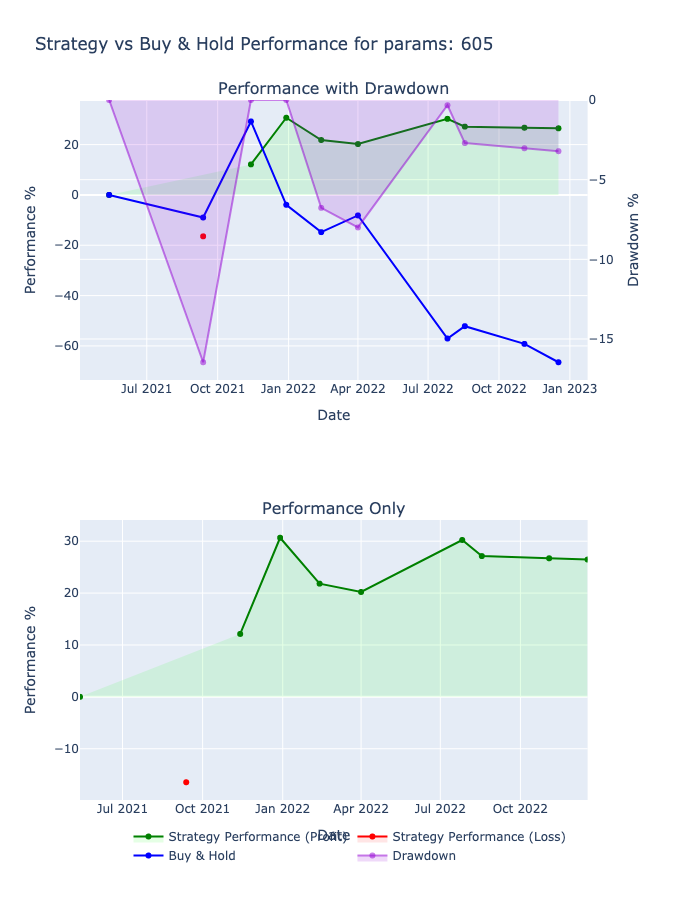 Strategy vs Buy & Hold Performance for params: 605
Performance with Drawdown
20
0
−20
−40
−60
Performance %
0
−5
−10
−15
Drawdown %
Jul 2021
Oct 2021
Jan 2022
Apr 2022
Jul 2022
Oct 2022
Jan 2023
Date
Performance Only
30
20
10
0
−10
Performance %
Jul 2021
Oct 2021
Jan 2022
Apr 2022
Jul 2022
Oct 2022
Date
Strategy Performance (Profit)
Strategy Performance (Loss)
Buy & Hold
Drawdown